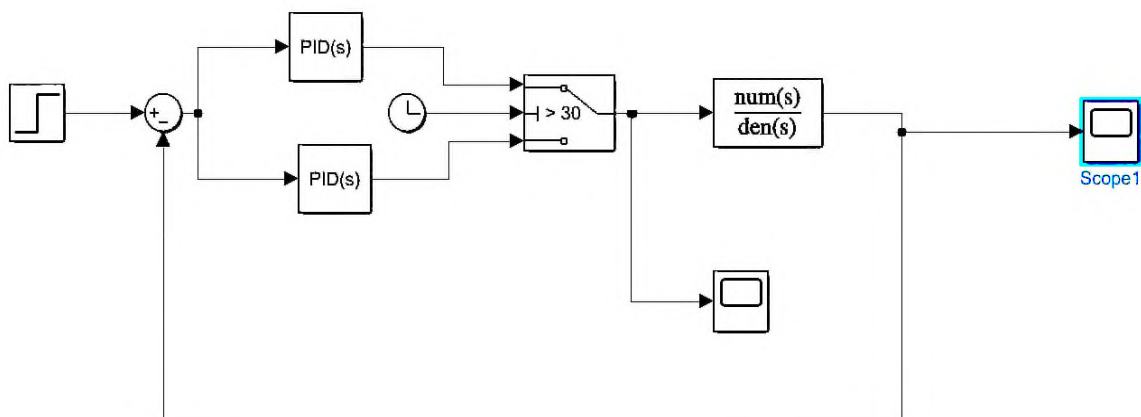 PID(s)
+
−
> 30
num(s)
den(s)
Scope1
PID(s)